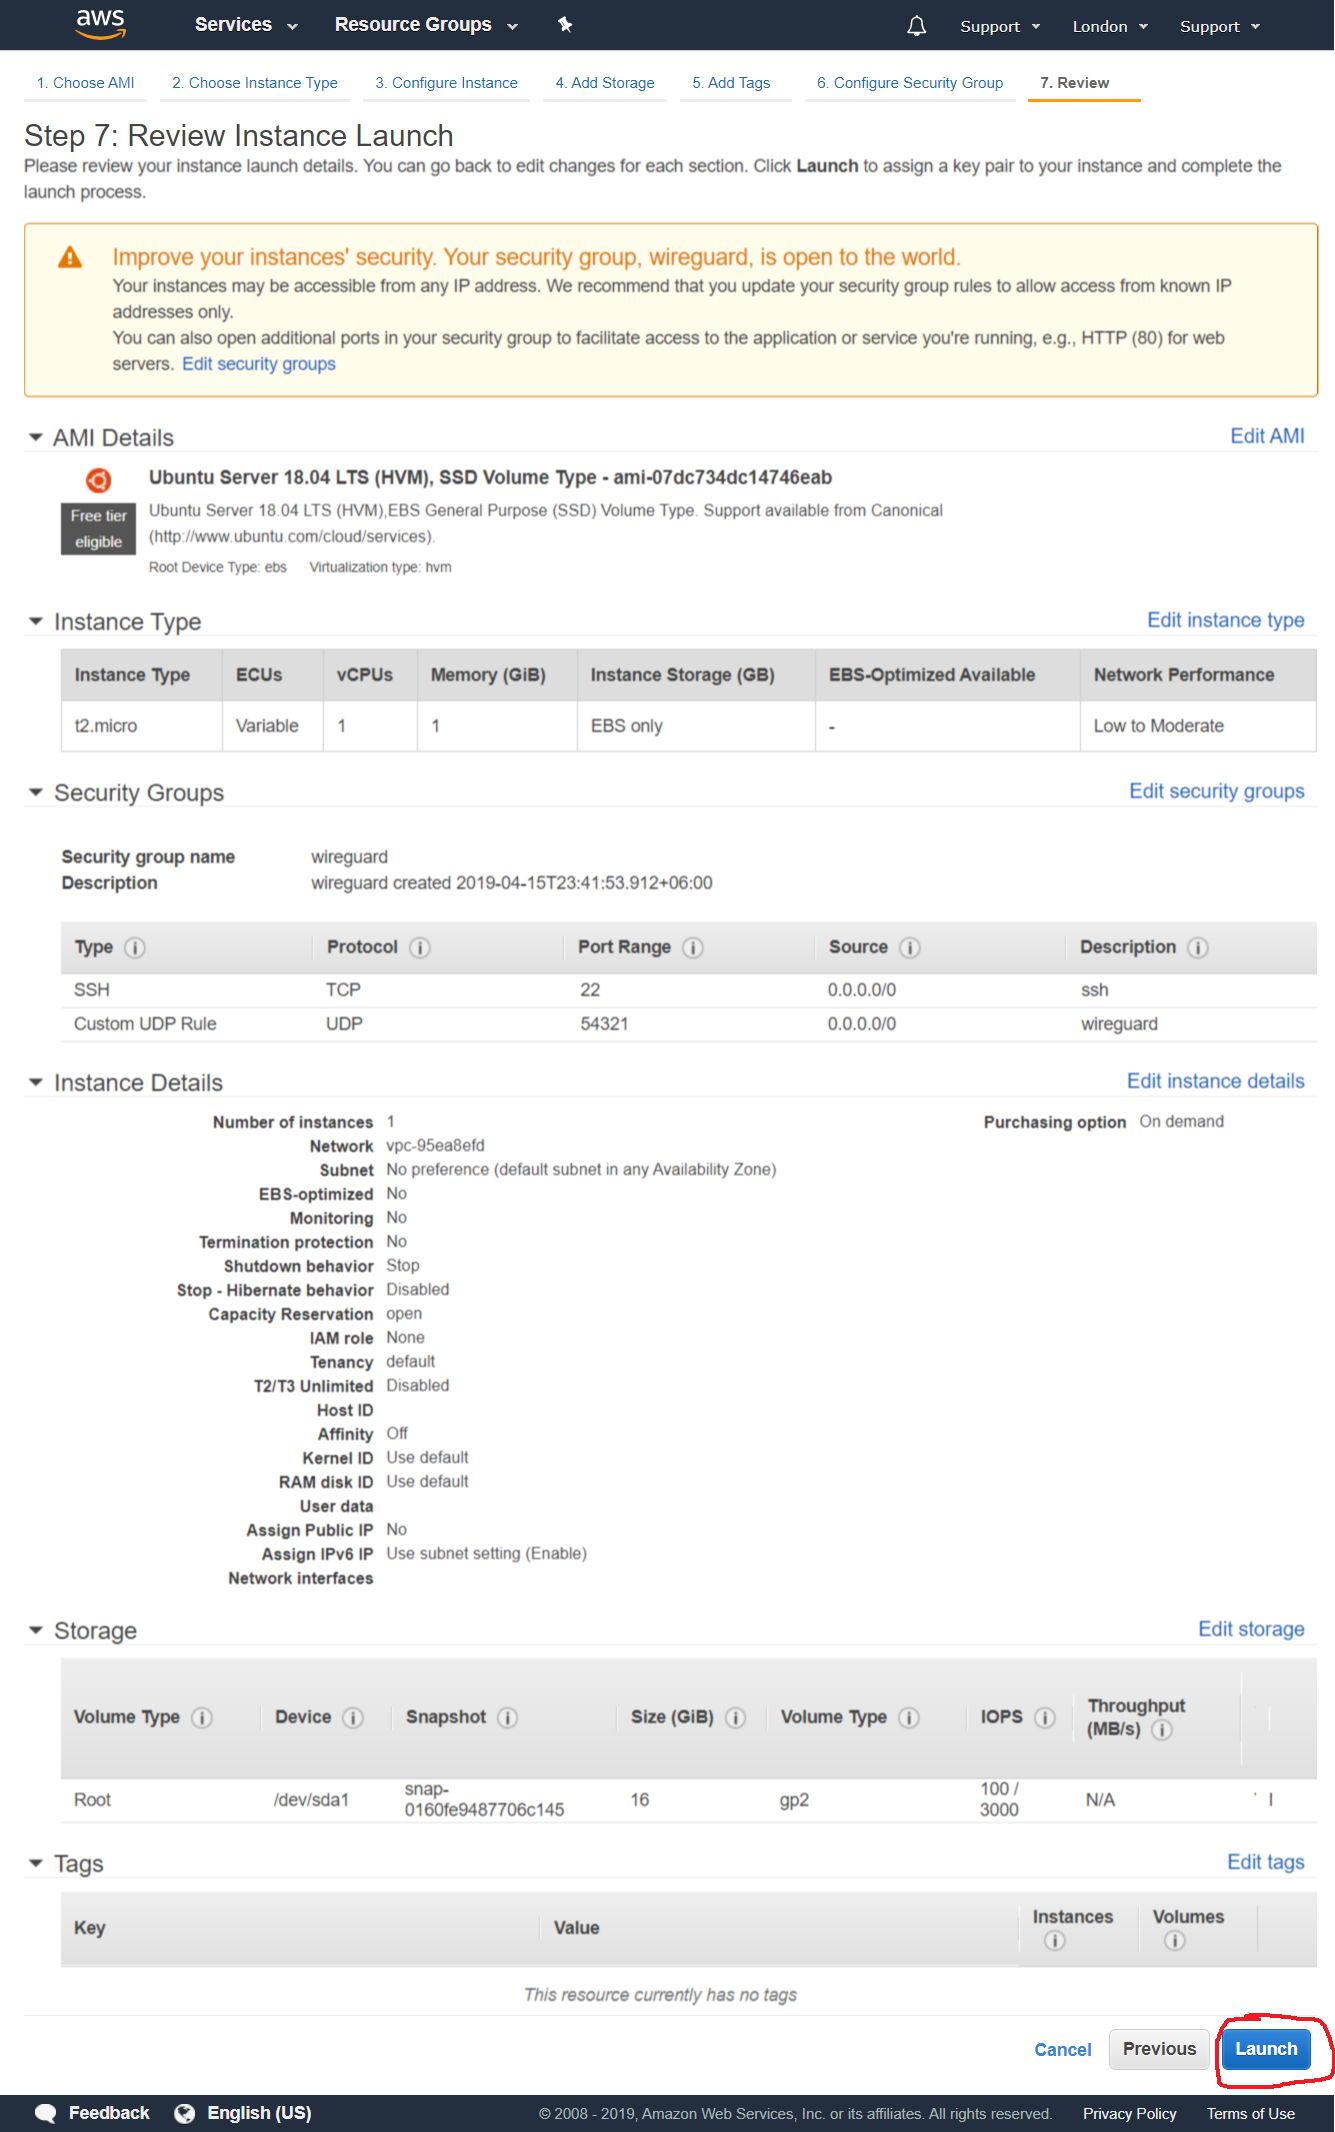 aws Services Resource Groups Support London Support
1. Choose AMI 2. Choose Instance Type 3. Configure Instance 4. Add Storage 5. Add Tags 6. Configure Security Group 7. Review
Step 7: Review Instance Launch
Please review your instance launch details. You can go back to edit changes for each section. Click Launch to assign a key pair to your instance and complete the
launch process.
Improve your instances' security. Your security group, wireguard, is open to the world.
Your instances may be accessible from any IP address. We recommend that you update your security group rules to allow access from known IP
addresses only.
You can also open additional ports in your security group to facilitate access to the application or service you're running, e.g., HTTP (80) for web
servers. Edit security groups
AMI Details Edit AMI
Ubuntu Server 18.04 LTS (HVM), SSD Volume Type - ami-07dc734dc14746eab
Free tier
eligible
Ubuntu Server 18.04 LTS (HVM),EBS General Purpose (SSD) Volume Type. Support available from Canonical
(http://www.ubuntu.com/cloud/services).
Root Device Type: ebs Virtualization type: hvm
Instance Type Edit instance type
Instance Type ECUs vCPUs Memory (GiB) Instance Storage (GB) EBS-Optimized Available Network Performance
t2.micro Variable 1 1 EBS only - Low to Moderate
Security Groups Edit security groups
Security group name wireguard
Description wireguard created 2019-04-15T23:41:53.912+06:00
Type Protocol Port Range Source Description
SSH TCP 22 0.0.0.0/0 ssh
Custom UDP Rule UDP 54321 0.0.0.0/0 wireguard
Instance Details Edit instance details
Number of instances 1 Purchasing option On demand
Network vpc-95ea8efd
Subnet No preference (default subnet in any Availability Zone)
EBS-optimized No
Monitoring No
Termination protection No
Shutdown behavior Stop
Stop - Hibernate behavior Disabled
Capacity Reservation open
IAM role None
Tenancy default
T2/T3 Unlimited Disabled
Host ID
Affinity Off
Kernel ID Use default
RAM disk ID Use default
User data
Assign Public IP No
Assign IPv6 IP Use subnet setting (Enable)
Network interfaces
Storage Edit storage
Volume Type Device Snapshot Size (GiB) Volume Type IOPS Throughput
(MB/s)
Root /dev/sda1 snap-
0160fe9487706c145 16 gp2 100 /
3000 N/A
Tags Edit tags
Key Value Instances Volumes
This resource currently has no tags
Cancel Previous Launch
Feedback English (US) © 2008 - 2019, Amazon Web Services, Inc. or its affiliates. All rights reserved. Privacy Policy Terms of Use